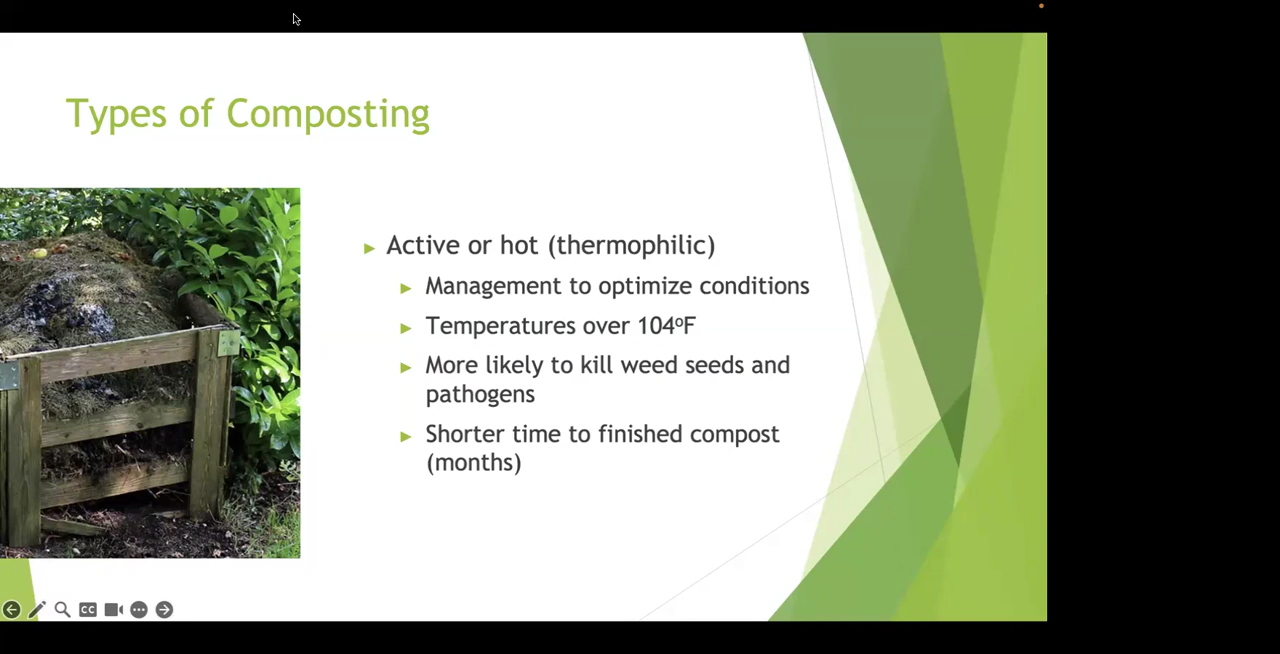 Types of Composting
Active or hot (thermophilic)
Management to optimize conditions
Temperatures over 104ºF
More likely to kill weed seeds and
pathogens
Shorter time to finished compost
(months)
CC